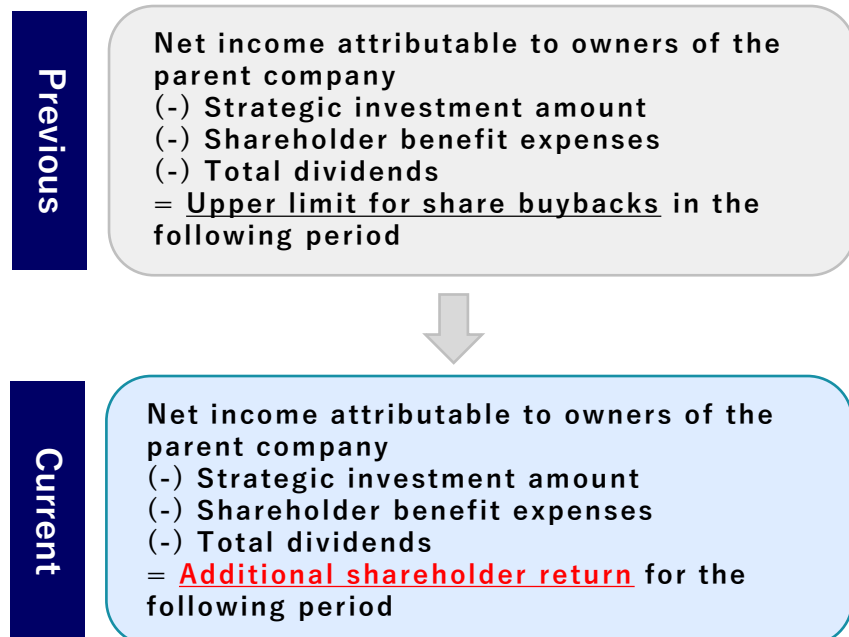 Previous
Net income attributable to owners of the
parent company
(-) Strategic investment amount
(-) Shareholder benefit expenses
(-) Total dividends
= Upper limit for share buybacks in the
following period
Current
Net income attributable to owners of the
parent company
(-) Strategic investment amount
(-) Shareholder benefit expenses
(-) Total dividends
= Additional shareholder return for the
following period